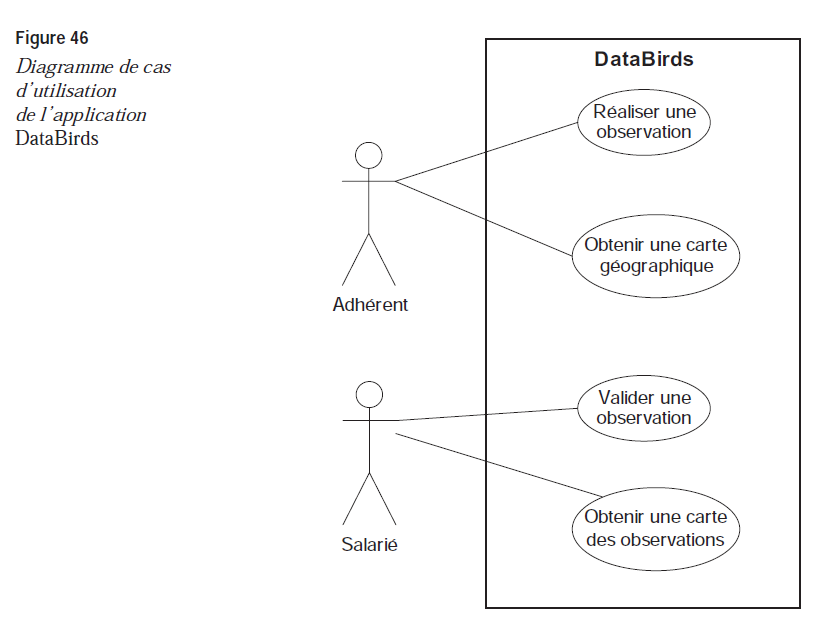 Figure 46
Diagramme de cas
d'utilisation
de l'application
DataBirds
DataBirds
Réaliser une
observation
Obtenir une carte
géographique
Adhérent
Valider une
observation
Obtenir une carte
des observations
Salarié